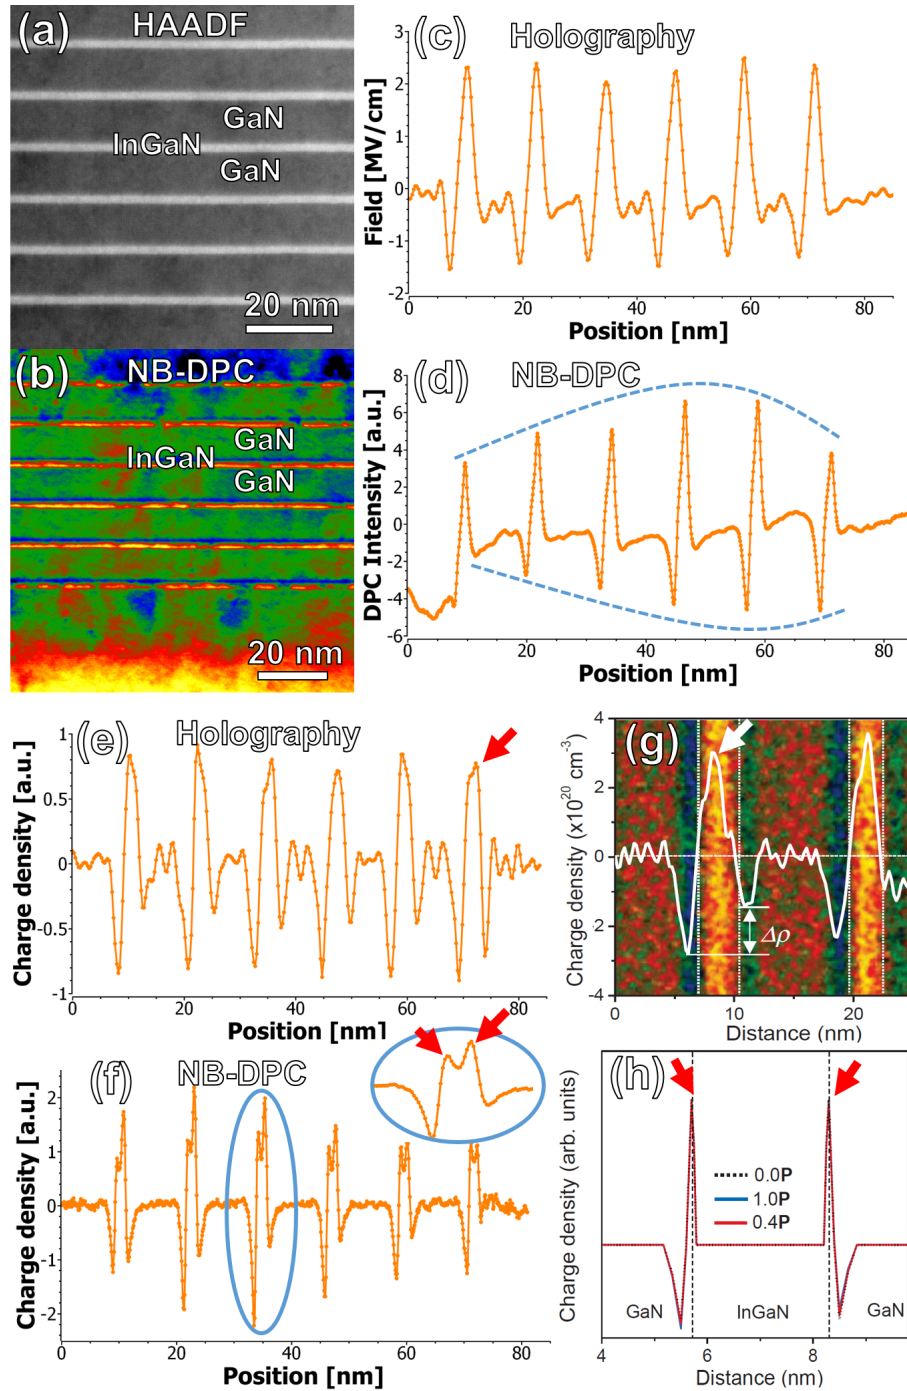 (a) HAADF
GaN
InGaN
GaN
20 nm
(b) NB-DPC
GaN
InGaN
GaN
20 nm
(c) Holography
Field [MV/cm]
3
2
1
0
-1
-2
0 10 20 30 40 50 60 70 80
Position [nm]
(d) NB-DPC
DPC Intensity [a.u.]
8
6
4
2
0
-2
-4
-6
0 20 40 60 80
Position [nm]
(e) Holography
Charge density [a.u.]
1
0.5
0
-0.5
-1
0 20 40 60 80
Position [nm]
(f) NB-DPC
Charge density [a.u.]
2
1
0
-1
-2
0 20 40 60 80
Position [nm]
(g)
Charge density (x10²⁰ cm⁻³)
4
2
0
-2
-4
Δρ
0 10 20
Distance (nm)
(h)
Charge density (arb. units)
0.0P
1.0P
0.4P
GaN InGaN GaN
4 6 8
Distance (nm)